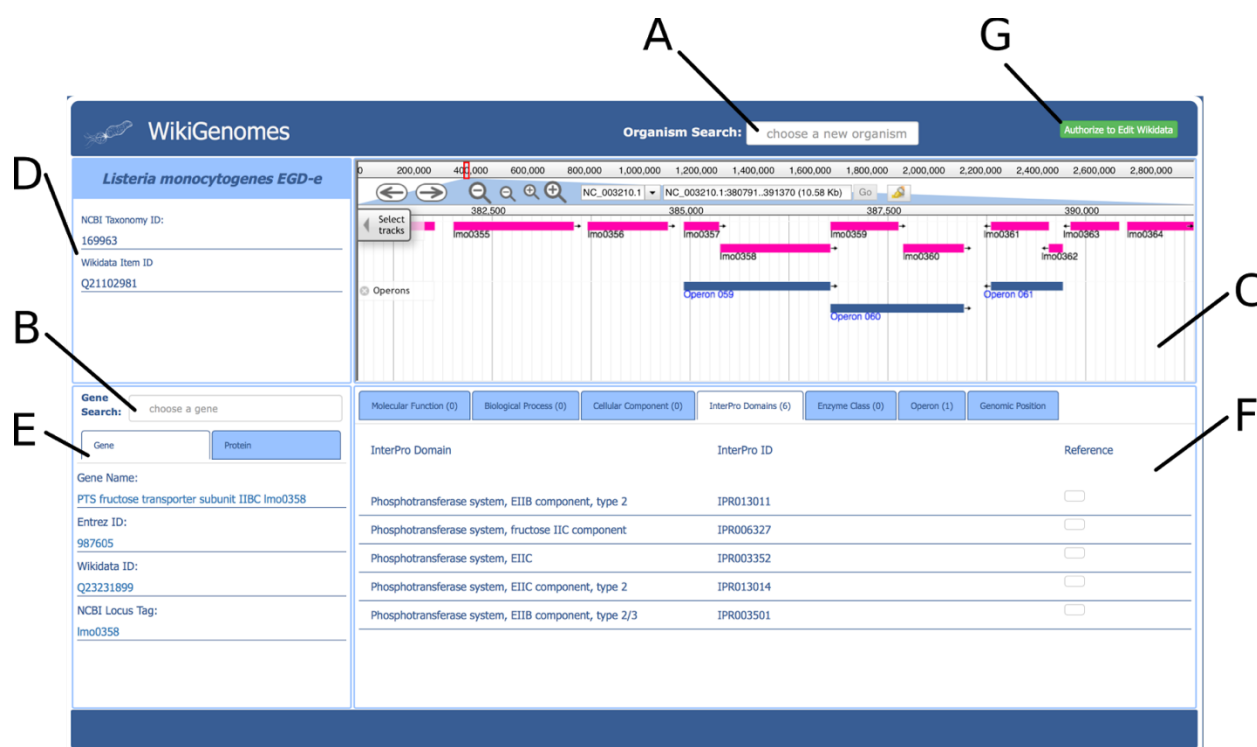 A
G
WikiGenomes
Organism Search: choose a new organism
Authorize to Edit Wikidata
D
Listeria monocytogenes EGD-e
NCBI Taxonomy ID:
169963
Wikidata Item ID
Q21102981
0 200,000 400,000 600,000 800,000 1,000,000 1,200,000 1,400,000 1,600,000 1,800,000 2,000,000 2,200,000 2,400,000 2,600,000 2,800,000
NC_003210.1 NC_003210.1:380791..391370 (10.58 Kb) Go
382,500 385,000 387,500 390,000
Select
tracks
lmo0355 lmo0356 lmo0357 lmo0359 lmo0361 lmo0363 lmo0364
lmo0358 lmo0360 lmo0362
Operons
Operon 059 Operon 061
Operon 060
C
B
Gene
Search: choose a gene
E
Gene Protein
Gene Name:
PTS fructose transporter subunit IIBC lmo0358
Entrez ID:
987605
Wikidata ID:
Q23231899
NCBI Locus Tag:
lmo0358
Molecular Function (0) Biological Process (0) Cellular Component (0) InterPro Domains (6) Enzyme Class (0) Operon (1) Genomic Position
F
InterPro Domain InterPro ID Reference
Phosphotransferase system, EIIB component, type 2 IPR013011
Phosphotransferase system, fructose IIC component IPR006327
Phosphotransferase system, EIIC IPR003352
Phosphotransferase system, EIIC component, type 2 IPR013014
Phosphotransferase system, EIIB component, type 2/3 IPR003501